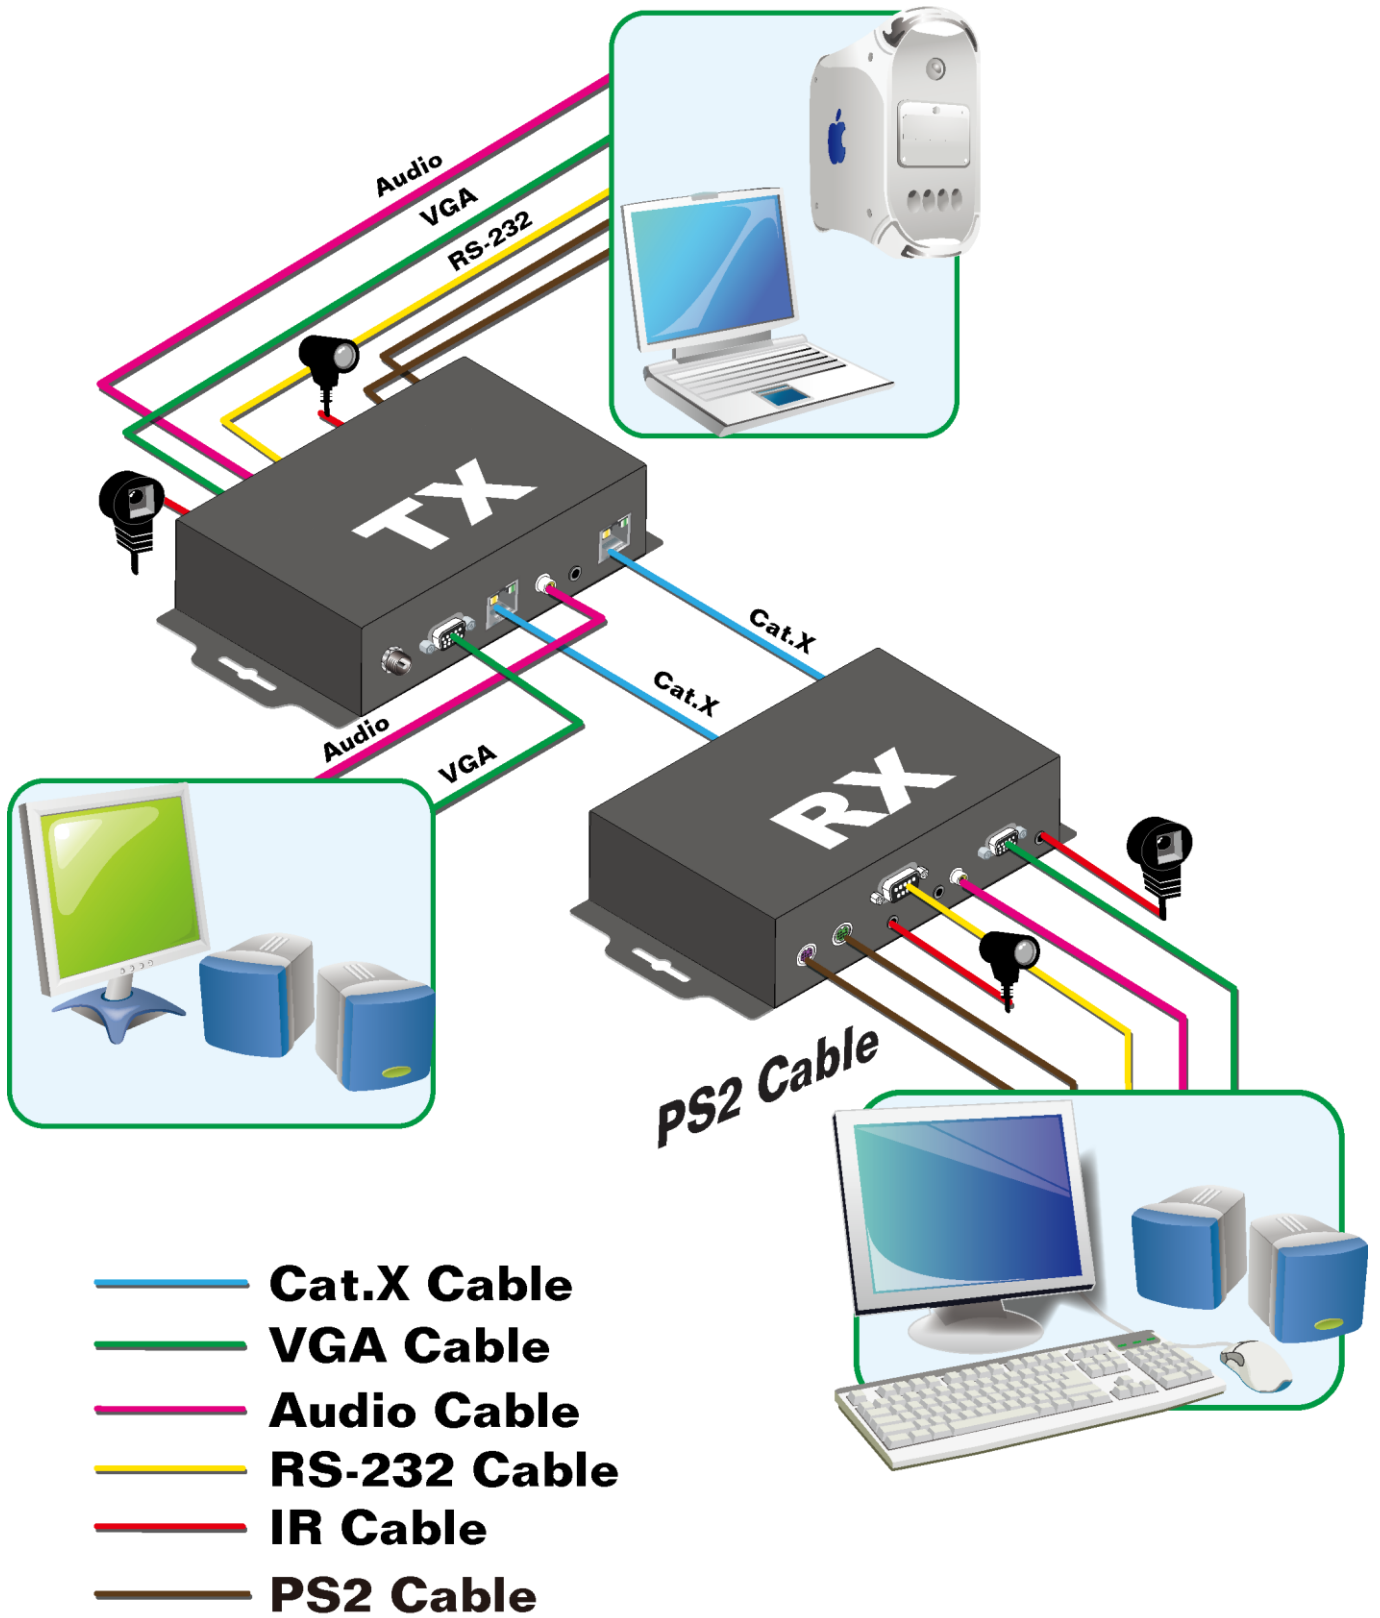 Audio
VGA
RS-232
TX
Cat.X
Cat.X
Audio
VGA
RX
PS2 Cable
Cat.X Cable
VGA Cable
Audio Cable
RS-232 Cable
IR Cable
PS2 Cable